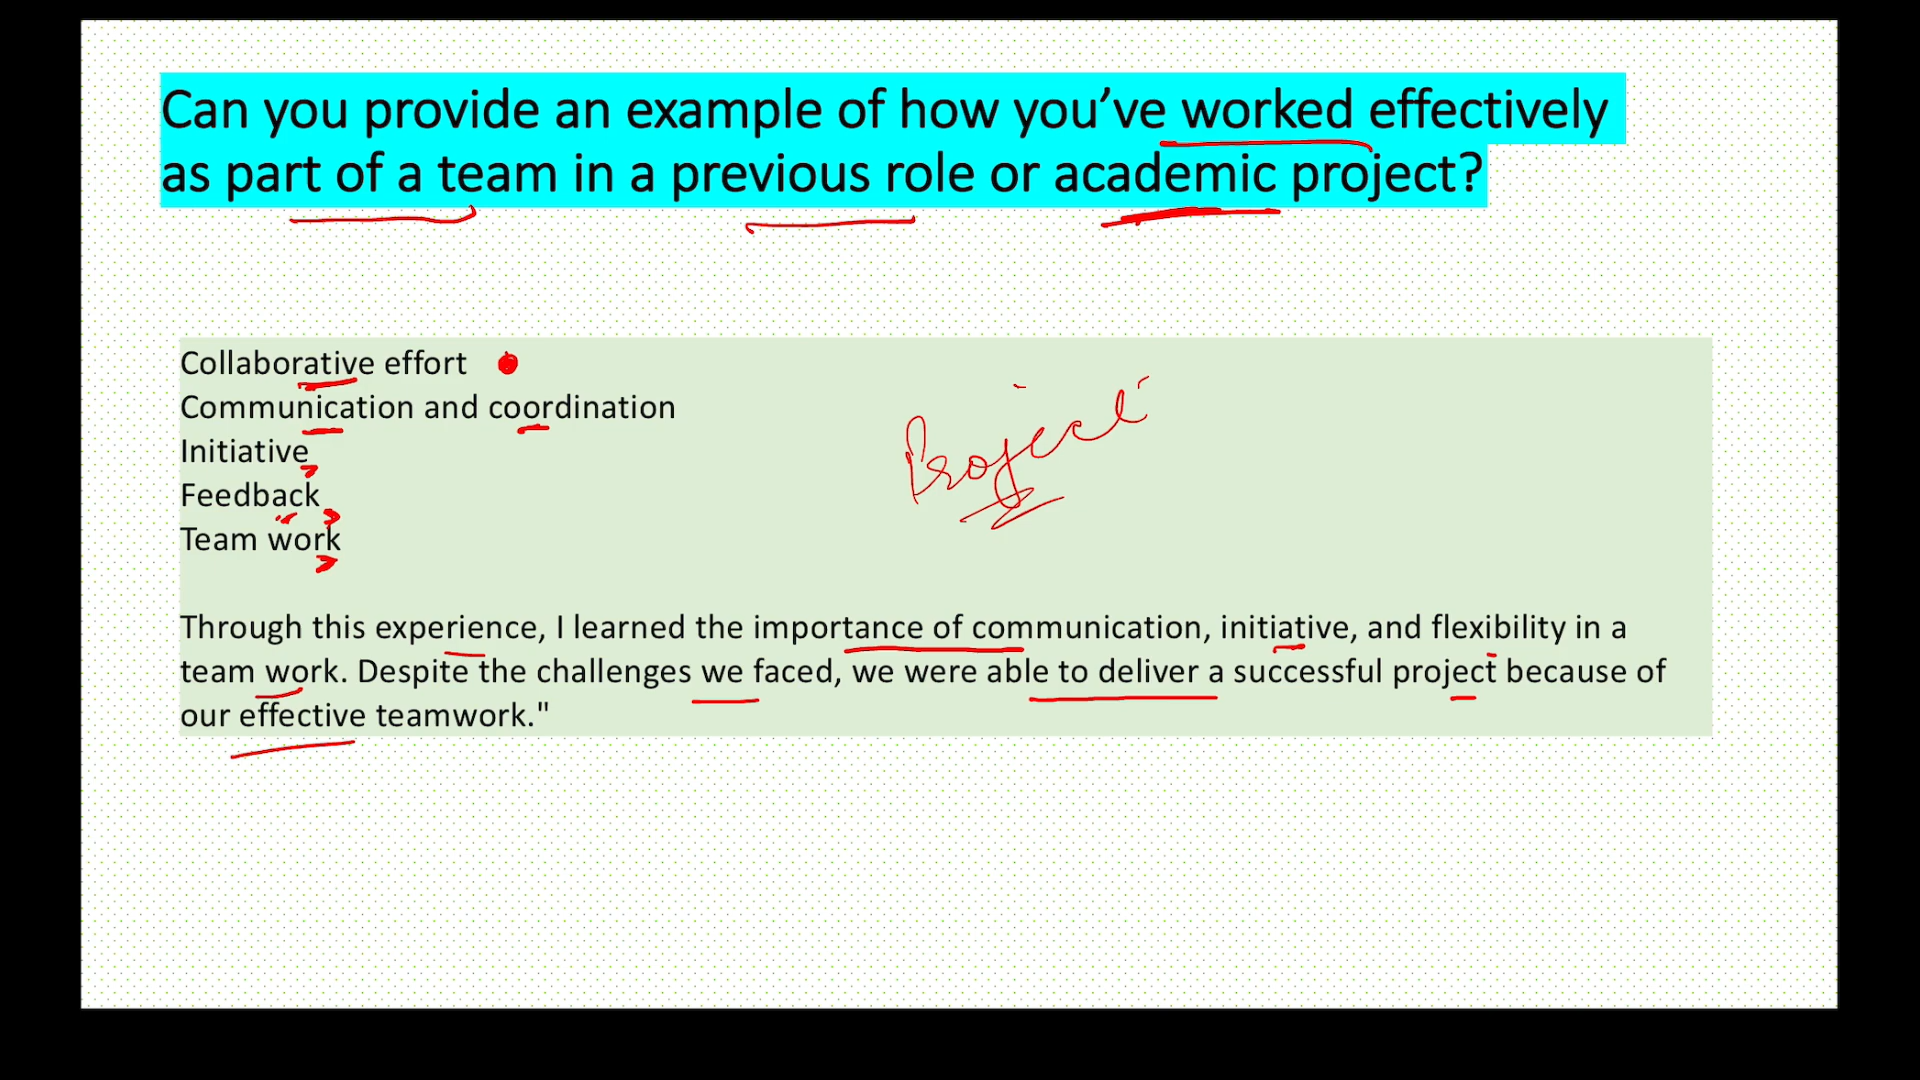 Can you provide an example of how you’ve worked effectively
as part of a team in a previous role or academic project?
Collaborative effort
Communication and coordination
Initiative
Feedback
Team work
Project
Through this experience, I learned the importance of communication, initiative, and flexibility in a
team work. Despite the challenges we faced, we were able to deliver a successful project because of
our effective teamwork."